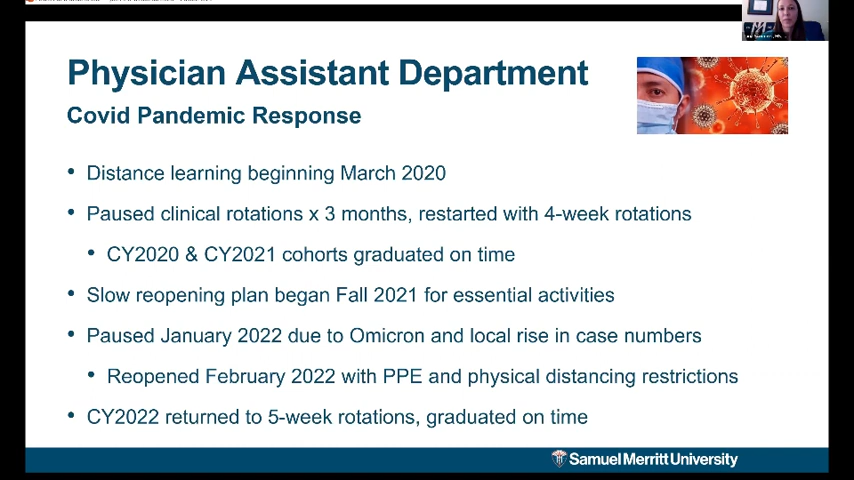 Physician Assistant Department
Covid Pandemic Response
• Distance learning beginning March 2020
• Paused clinical rotations x 3 months, restarted with 4-week rotations
• CY2020 & CY2021 cohorts graduated on time
• Slow reopening plan began Fall 2021 for essential activities
• Paused January 2022 due to Omicron and local rise in case numbers
• Reopened February 2022 with PPE and physical distancing restrictions
• CY2022 returned to 5-week rotations, graduated on time
Samuel Merritt University